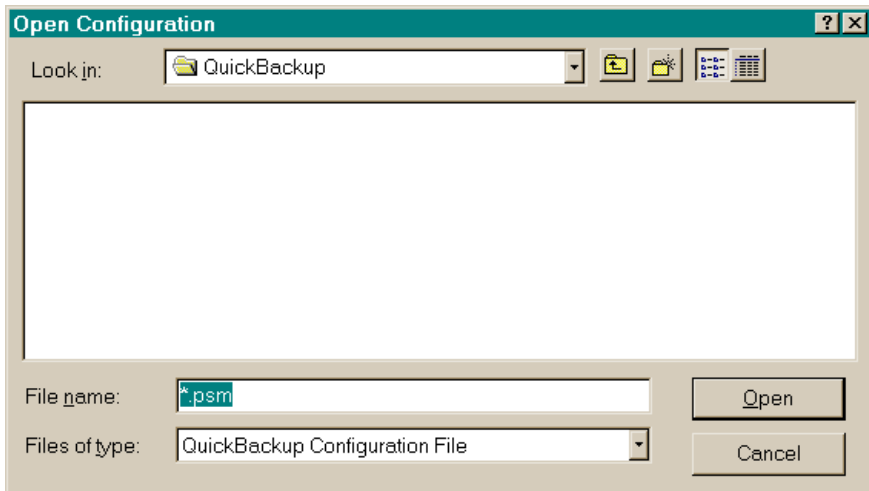 Open Configuration
Look in: QuickBackup
File name: *.psm
Open
Files of type: QuickBackup Configuration File
Cancel